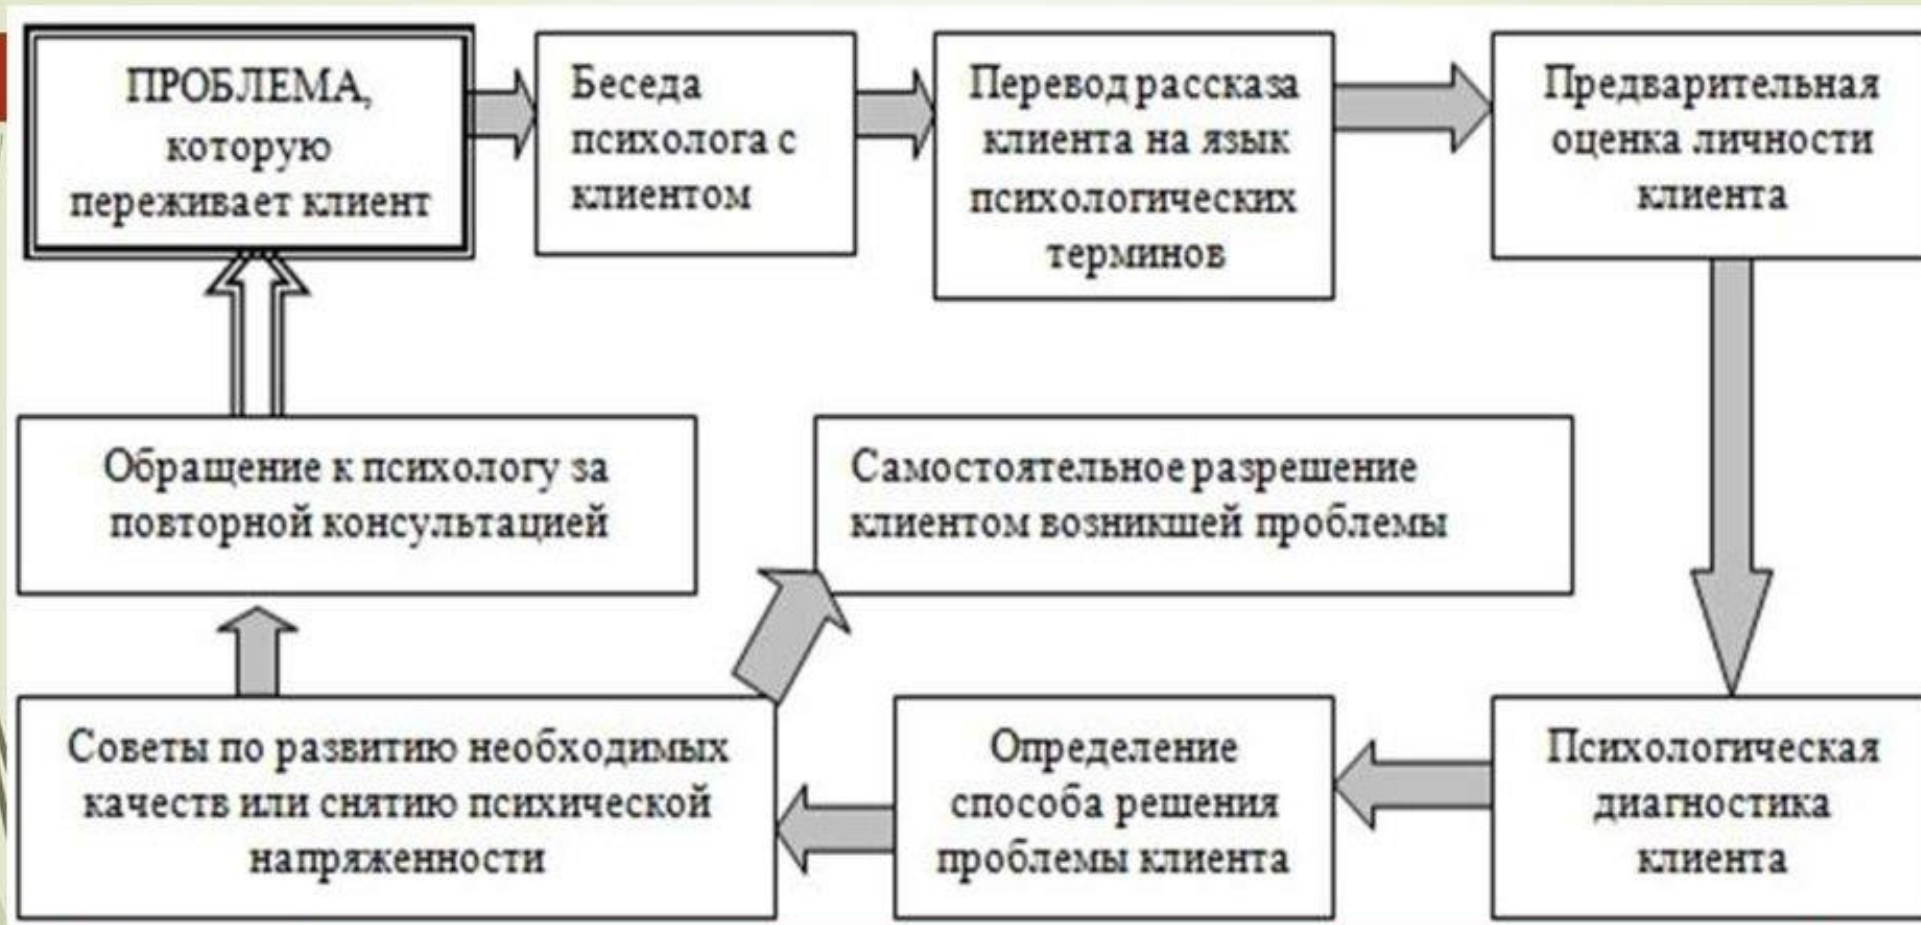 ПРОБЛЕМА,
которую
переживает клиент
Беседа
психолога с
клиентом
Перевод рассказа
клиента на язык
психологических
терминов
Предварительная
оценка личности
клиента
Обращение к психологу за
повторной консультацией
Самостоятельное разрешение
клиентом возникшей проблемы
Советы по развитию необходимых
качеств или снятию психической
напряженности
Определение
способа решения
проблемы клиента
Психологическая
диагностика
клиента